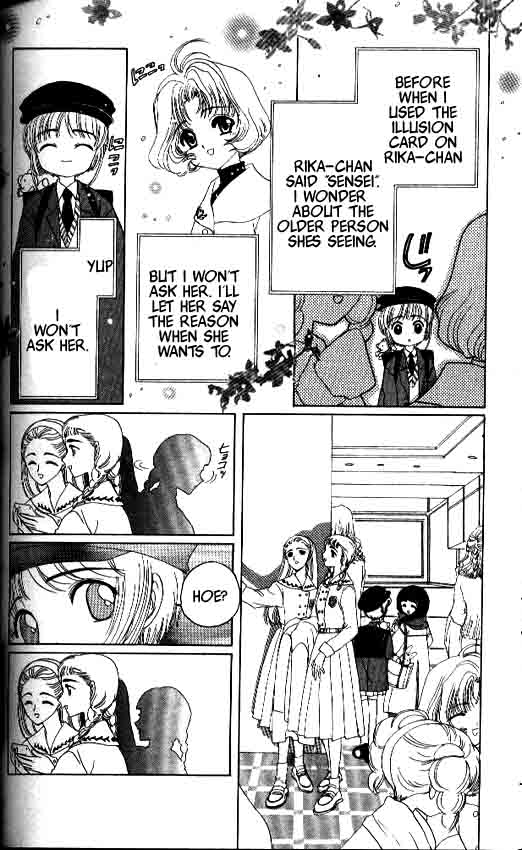 BEFORE
WHEN I
USED THE
ILLUSION
CARD ON
RIKA-CHAN
RIKA-CHAN
SAID "SENSEI".
I WONDER
ABOUT THE
OLDER PERSON
SHES SEEING.
BUT I WON'T
ASK HER. I'LL
LET HER SAY
THE REASON
WHEN SHE
WANTS TO.
YUP
I
WON'T
ASK HER.
HOE?